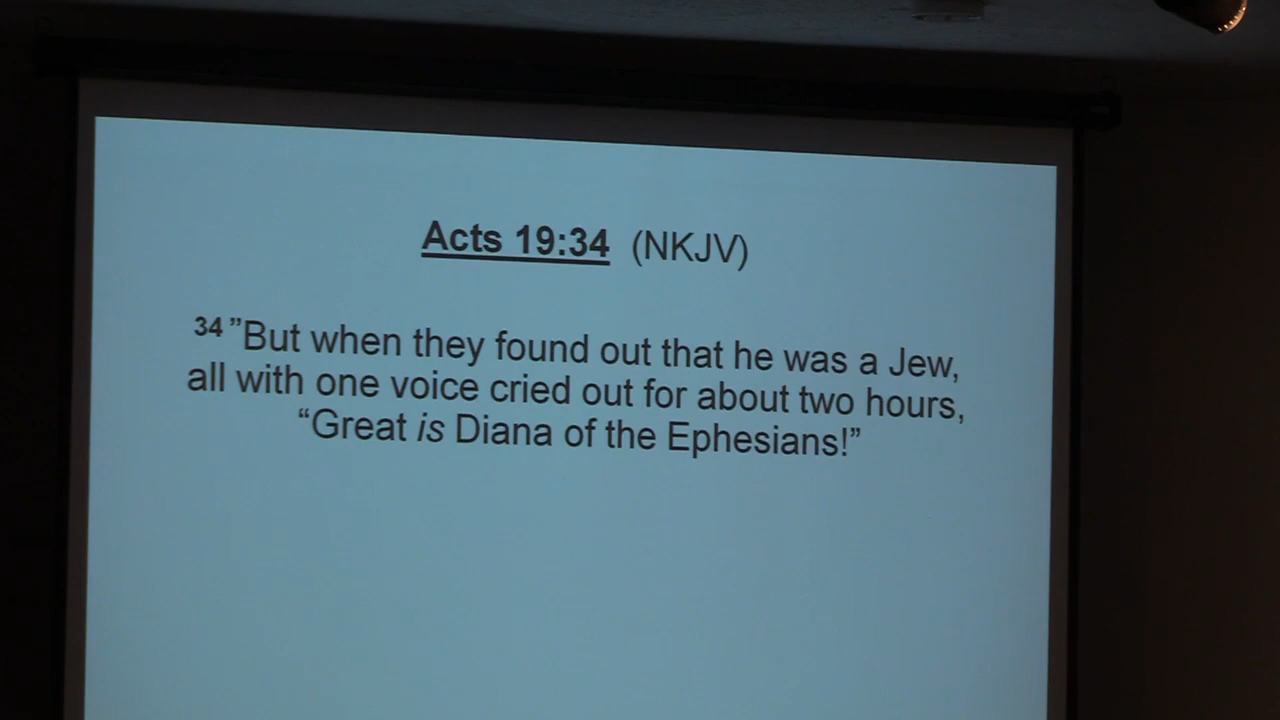 Acts 19:34 (NKJV)
34 ”But when they found out that he was a Jew,
all with one voice cried out for about two hours,
“Great is Diana of the Ephesians!”